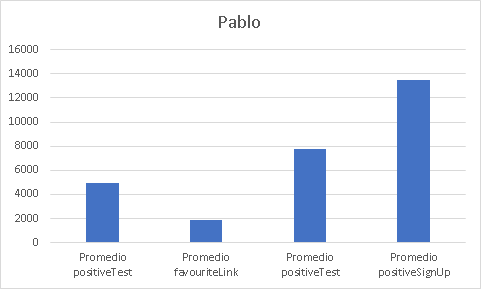 Pablo
16000
14000
12000
10000
8000
6000
4000
2000
0
Promedio
positiveTest
Promedio
favouriteLink
Promedio
positiveTest
Promedio
positiveSignUp